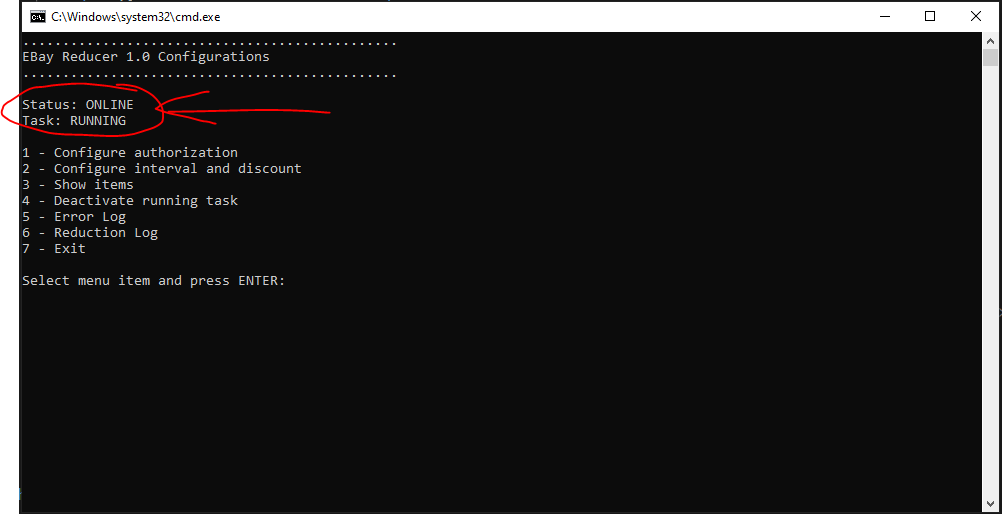 C:\Windows\system32\cmd.exe
...............................................
EBay Reducer 1.0 Configurations
...............................................
Status: ONLINE
Task: RUNNING
1 - Configure authorization
2 - Configure interval and discount
3 - Show items
4 - Deactivate running task
5 - Error Log
6 - Reduction Log
7 - Exit
Select menu item and press ENTER: